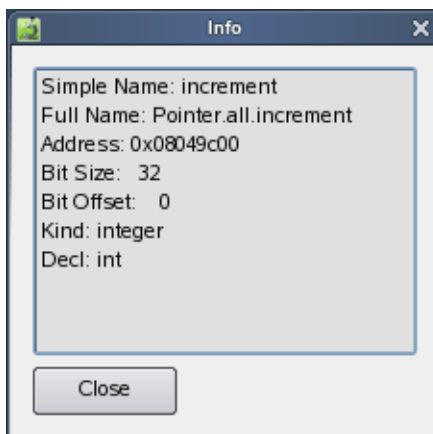 Info
Simple Name: increment
Full Name: Pointer.all.increment
Address: 0x08049c00
Bit Size:   32
Bit Offset:    0
Kind: integer
Decl: int
Close